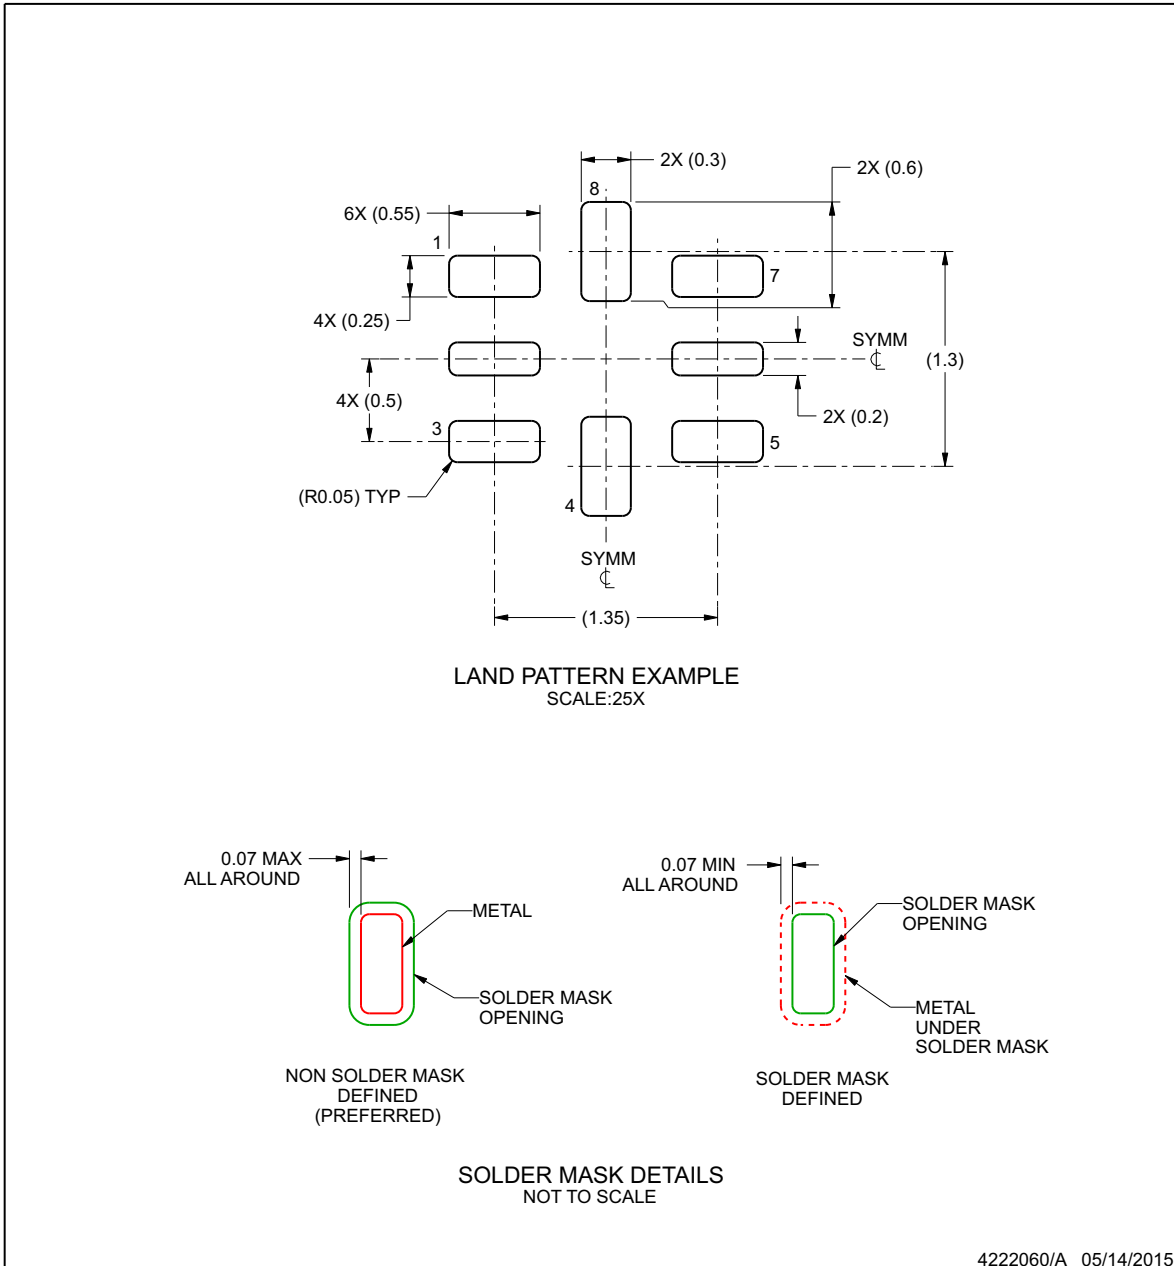 2X (0.3)
2X (0.6)
8
6X (0.55)
1
7
4X (0.25)
SYMM
℄
(1.3)
4X (0.5)
2X (0.2)
3
5
(R0.05) TYP
4
SYMM
℄
(1.35)
LAND PATTERN EXAMPLE
SCALE:25X
0.07 MAX
ALL AROUND
METAL
SOLDER MASK
OPENING
NON SOLDER MASK
DEFINED
(PREFERRED)
0.07 MIN
ALL AROUND
SOLDER MASK
OPENING
METAL
UNDER
SOLDER MASK
SOLDER MASK
DEFINED
SOLDER MASK DETAILS
NOT TO SCALE
4222060/A 05/14/2015